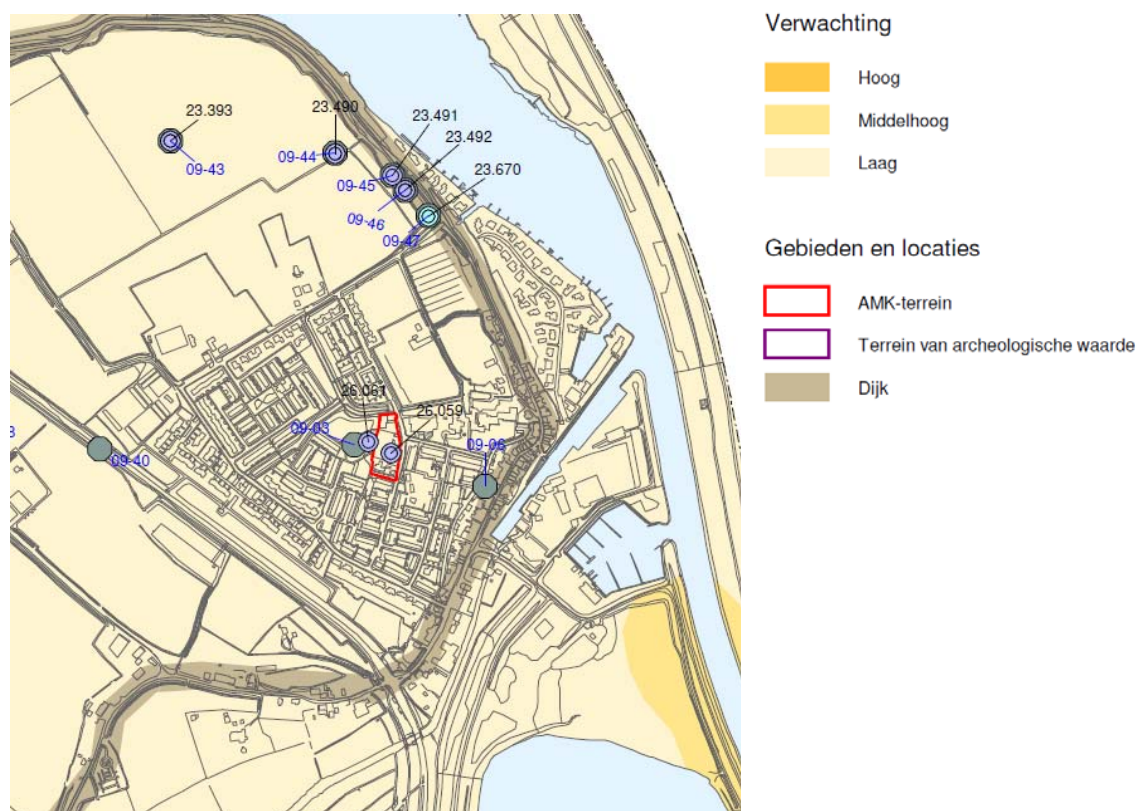 23.393
23.490
23.491
23.492
23.670
09-43
09-44
09-45
09-46
09-47
26.061
26.059
09-03
09-06
09-40
Verwachting
Hoog
Middelhoog
Laag
Gebieden en locaties
AMK-terrein
Terrein van archeologische waarde
Dijk